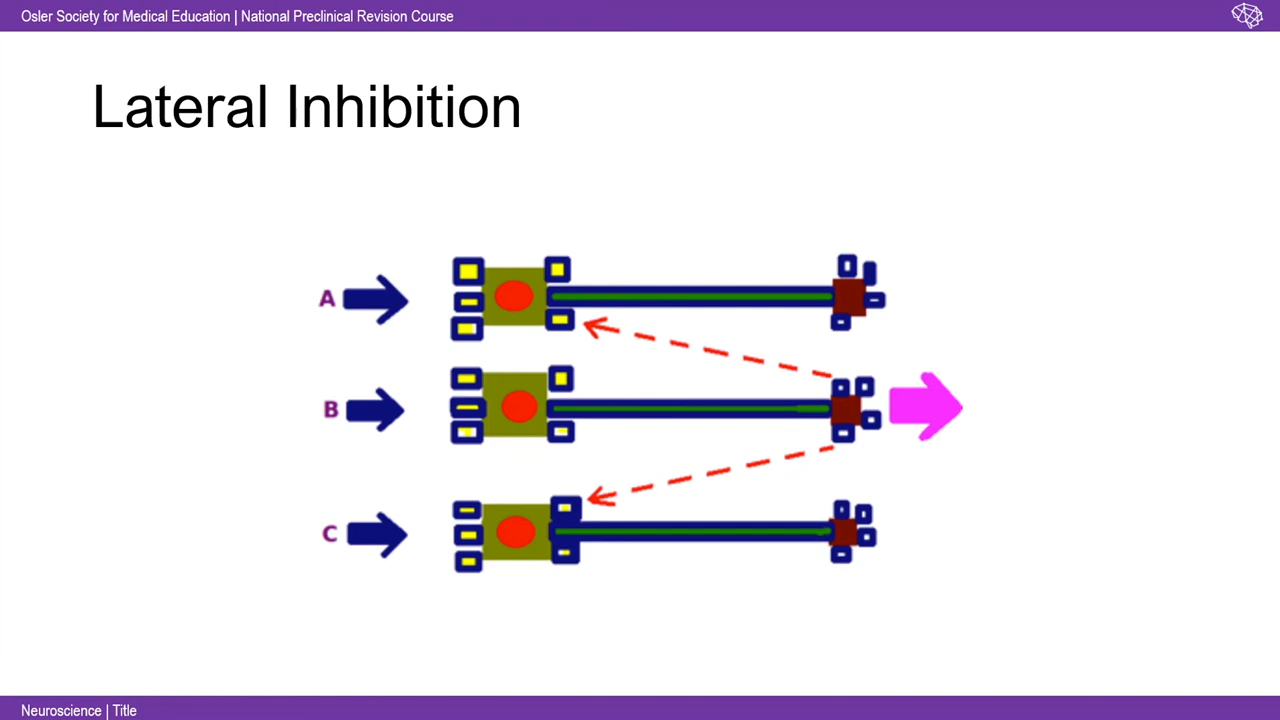 Osler Society for Medical Education | National Preclinical Revision Course
Lateral Inhibition
A
B
C
Neuroscience | Title